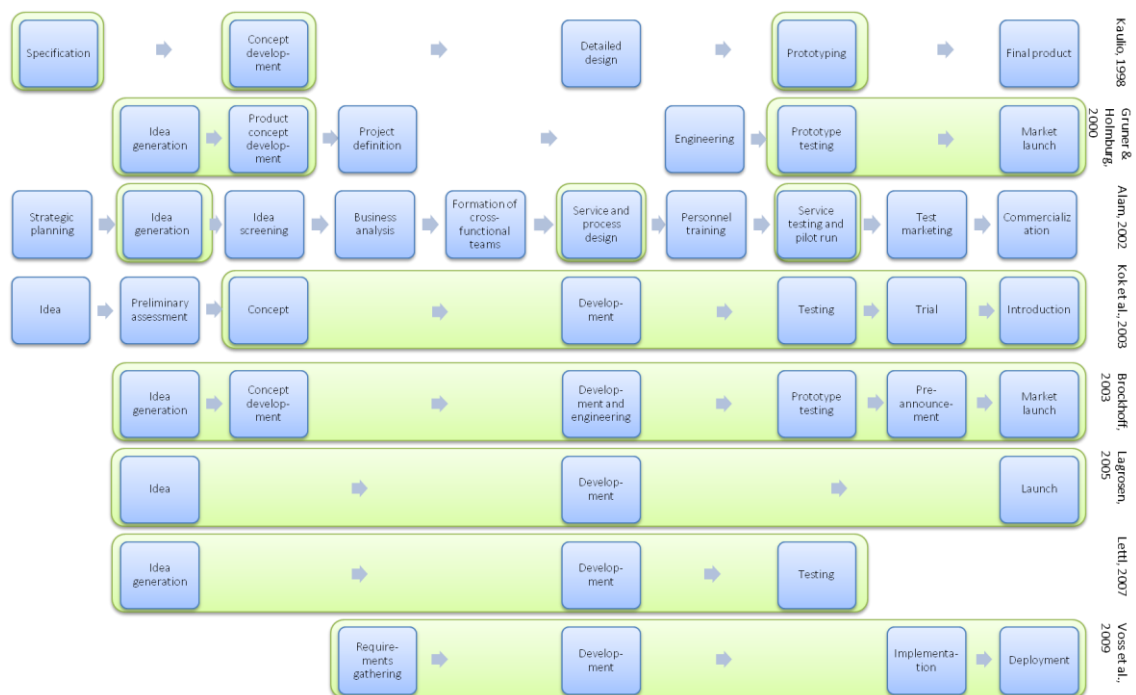 Specification
Concept
develop-
ment
Detailed
design
Prototyping
Final product
Kaulio, 1998
Idea
generation
Product
concept
development
Project
definition
Engineering
Prototype
testing
Market
launch
Gruner &
Holmburg,
2000
Strategic
planning
Idea
generation
Idea
screening
Business
analysis
Formation of
cross-
functional
teams
Service and
process
design
Personnel
training
Service
testing and
pilot run
Test
marketing
Commercializ
ation
Alam, 2002
Idea
Preliminary
assessment
Concept
Develop-
ment
Testing
Trial
Introduction
Kok et al., 2003
Idea
generation
Concept
develop-
ment
Develop-
ment and
engineering
Prototype
testing
Pre-
announce-
ment
Market
launch
Brockhoff,
2003
Idea
Develop-
ment
Launch
Lagrosen,
2005
Idea
generation
Develop-
ment
Testing
Lettl, 2007
Require-
ments
gathering
Develop-
ment
Implementa-
tion
Deployment
Voss et al.,
2009